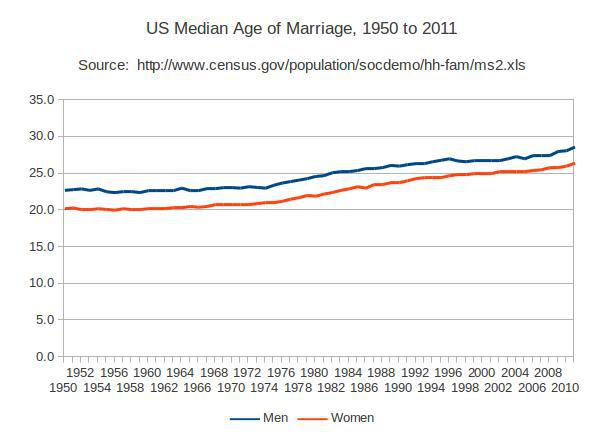 US Median Age of Marriage, 1950 to 2011
Source:  http://www.census.gov/population/socdemo/hh-fam/ms2.xls
35.0
30.0
25.0
20.0
15.0
10.0
5.0
0.0
1952 1956 1960 1964 1968 1972 1976 1980 1984 1988 1992 1996 2000 2004 2008
1950 1954 1958 1962 1966 1970 1974 1978 1982 1986 1990 1994 1998 2002 2006 2010
Men Women